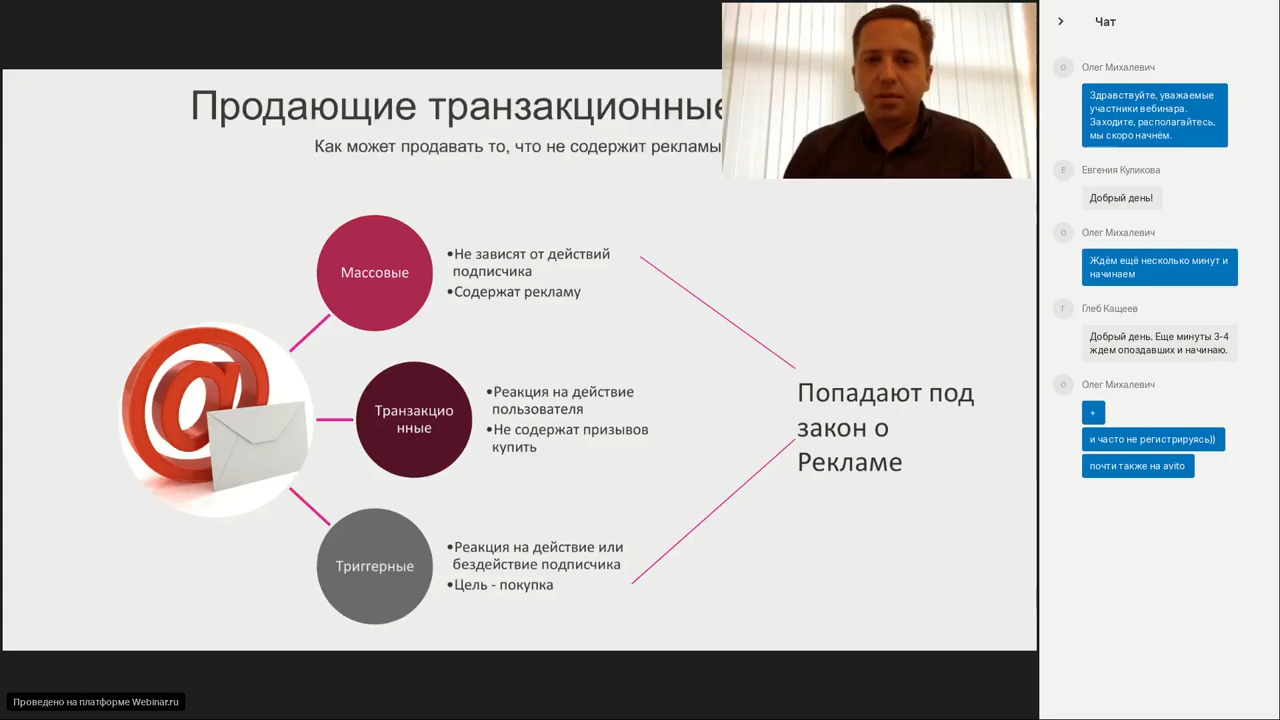 Продающие транзакционные
Как может продавать то, что не содержит рекламы
Массовые
•Не зависят от действий
подписчика
•Содержат рекламу
Транзакцио
нные
•Реакция на действие
пользователя
•Не содержат призывов
купить
Триггерные
•Реакция на действие или
бездействие подписчика
•Цель - покупка
Попадают под
закон о
Рекламе
Проведено на платформе Webinar.ru
Чат
О
Олег Михалевич
Здравствуйте, уважаемые
участники вебинара.
Заходите, располагайтесь,
мы скоро начнём.
Е
Евгения Куликова
Добрый день!
О
Олег Михалевич
Ждём ещё несколько минут и
начинаем
Г
Глеб Кащеев
Добрый день. Еще минуты 3-4
ждем опоздавших и начинаю.
О
Олег Михалевич
+
и часто не регистрируясь))
почти также на avito